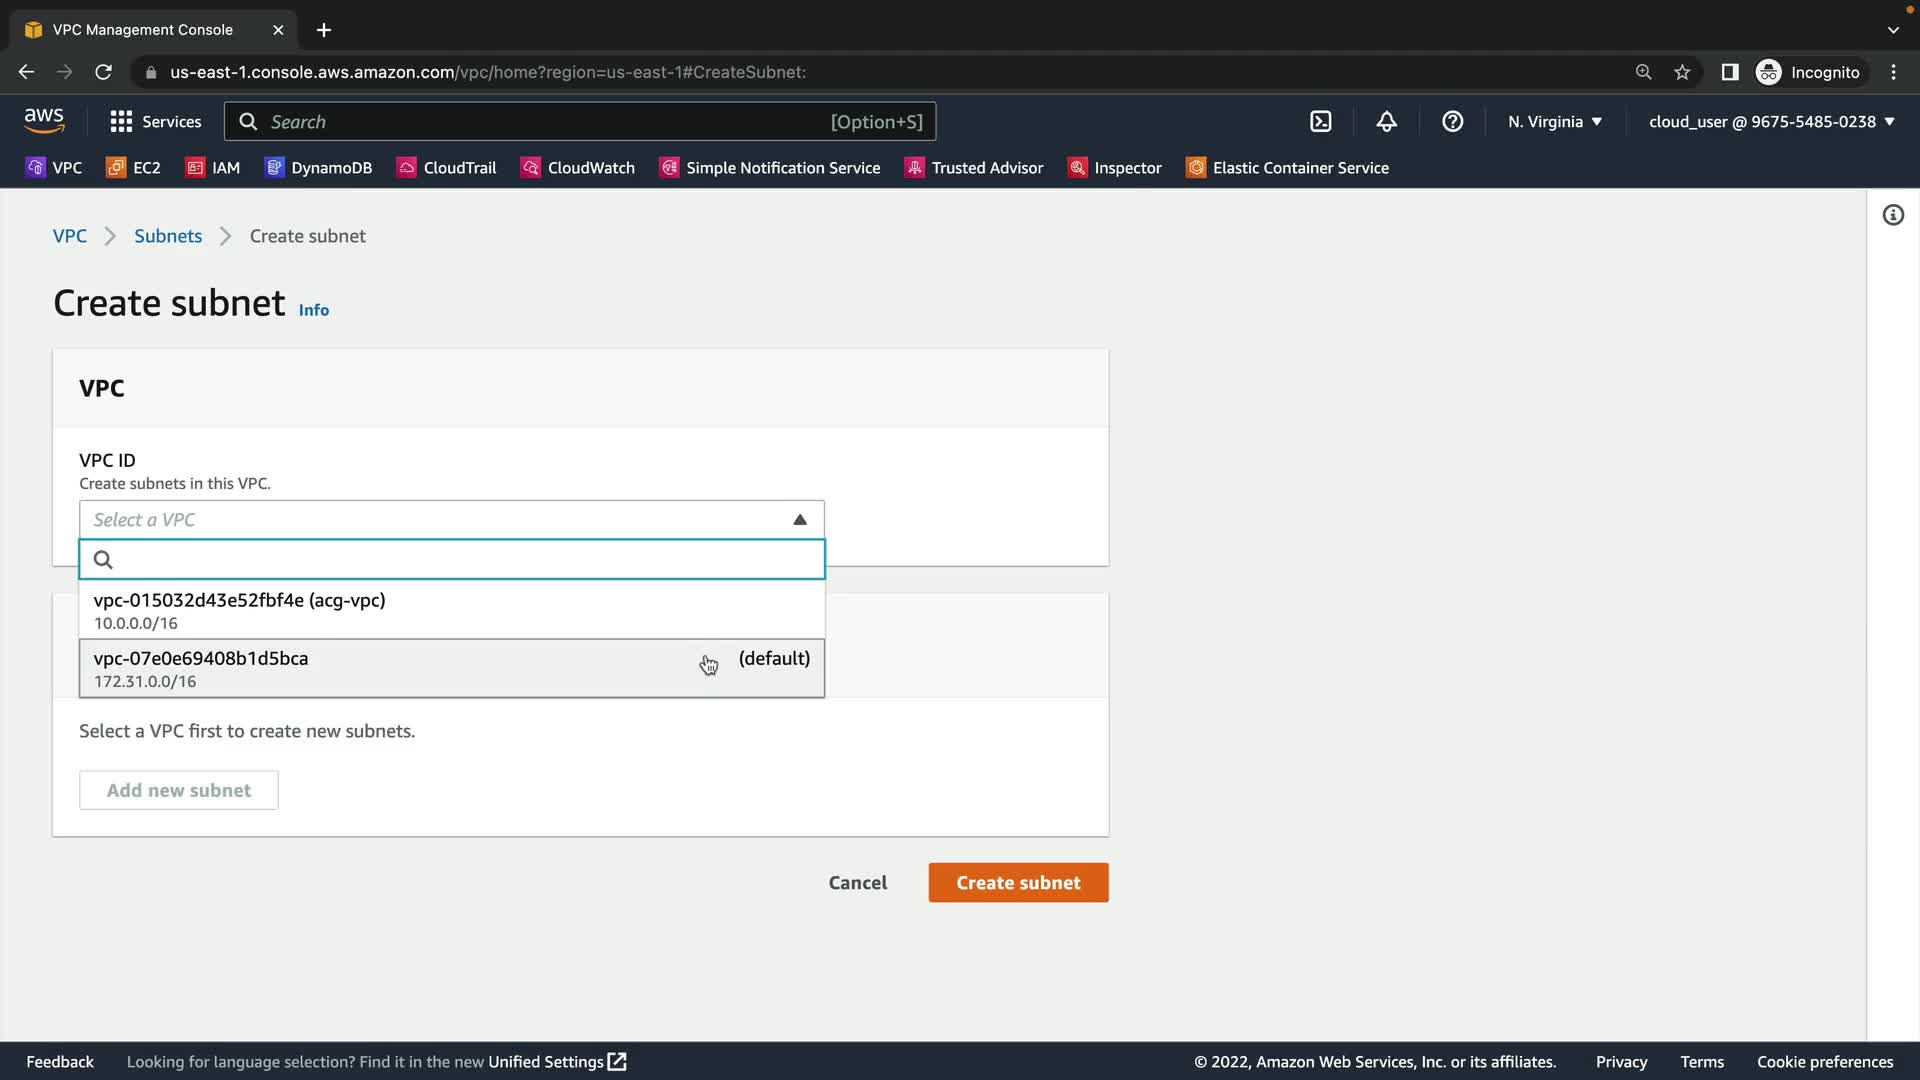 VPC Management Console
us-east-1.console.aws.amazon.com/vpc/home?region=us-east-1#CreateSubnet:
Incognito
aws
Services
Search
[Option+S]
N. Virginia
cloud_user @ 9675-5485-0238
VPC
EC2
IAM
DynamoDB
CloudTrail
CloudWatch
Simple Notification Service
Trusted Advisor
Inspector
Elastic Container Service
VPC
Subnets
Create subnet
Create subnet
Info
VPC
VPC ID
Create subnets in this VPC.
Select a VPC
vpc-015032d43e52fbf4e (acg-vpc)
10.0.0.0/16
vpc-07e0e69408b1d5bca
(default)
172.31.0.0/16
Select a VPC first to create new subnets.
Add new subnet
Cancel
Create subnet
Feedback
Looking for language selection? Find it in the new Unified Settings
© 2022, Amazon Web Services, Inc. or its affiliates.
Privacy
Terms
Cookie preferences